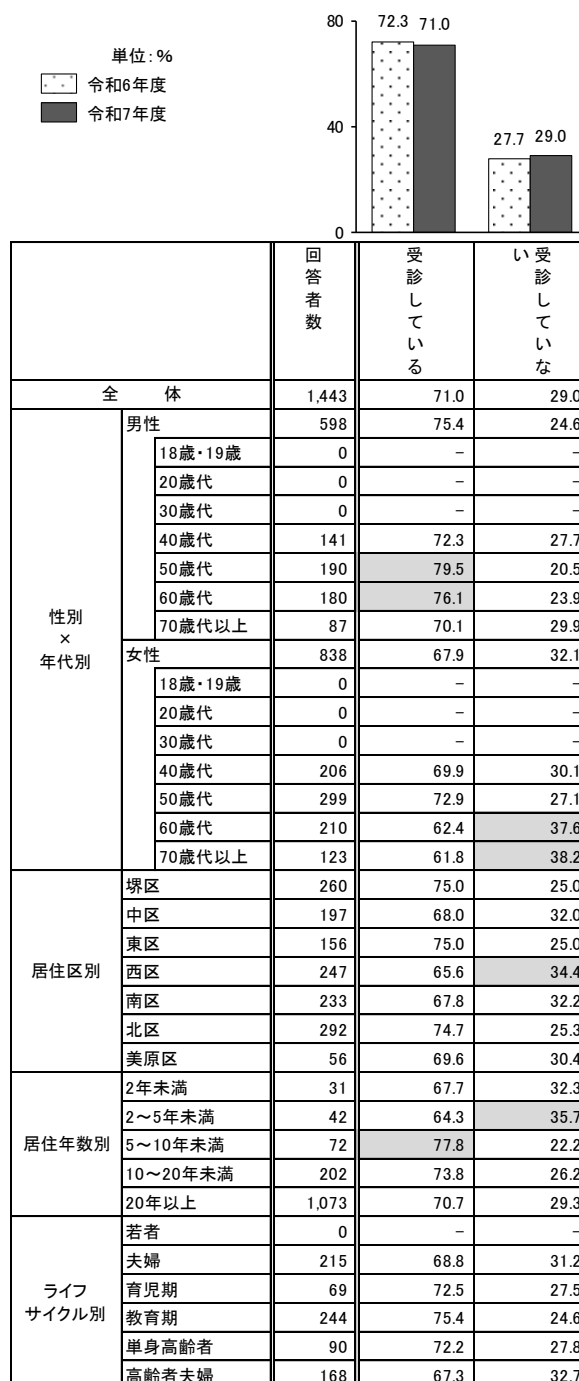 単位:%
令和6年度
令和7年度
80
40
0
72.3 71.0
27.7 29.0
回答者数 受診している 受診していない
全 体 1,443 71.0 29.0
性別×年代別
男性 598 75.4 24.6
18歳・19歳 0 – –
20歳代 0 – –
30歳代 0 – –
40歳代 141 72.3 27.7
50歳代 190 79.5 20.5
60歳代 180 76.1 23.9
70歳代以上 87 70.1 29.9
女性 838 67.9 32.1
18歳・19歳 0 – –
20歳代 0 – –
30歳代 0 – –
40歳代 206 69.9 30.1
50歳代 299 72.9 27.1
60歳代 210 62.4 37.6
70歳代以上 123 61.8 38.2
居住区別
堺区 260 75.0 25.0
中区 197 68.0 32.0
東区 156 75.0 25.0
西区 247 65.6 34.4
南区 233 67.8 32.2
北区 292 74.7 25.3
美原区 56 69.6 30.4
居住年数別
2年未満 31 67.7 32.3
2～5年未満 42 64.3 35.7
5～10年未満 72 77.8 22.2
10～20年未満 202 73.8 26.2
20年以上 1,073 70.7 29.3
ライフサイクル別
若者 0 – –
夫婦 215 68.8 31.2
育児期 69 72.5 27.5
教育期 244 75.4 24.6
単身高齢者 90 72.2 27.8
高齢者夫婦 168 67.3 32.7